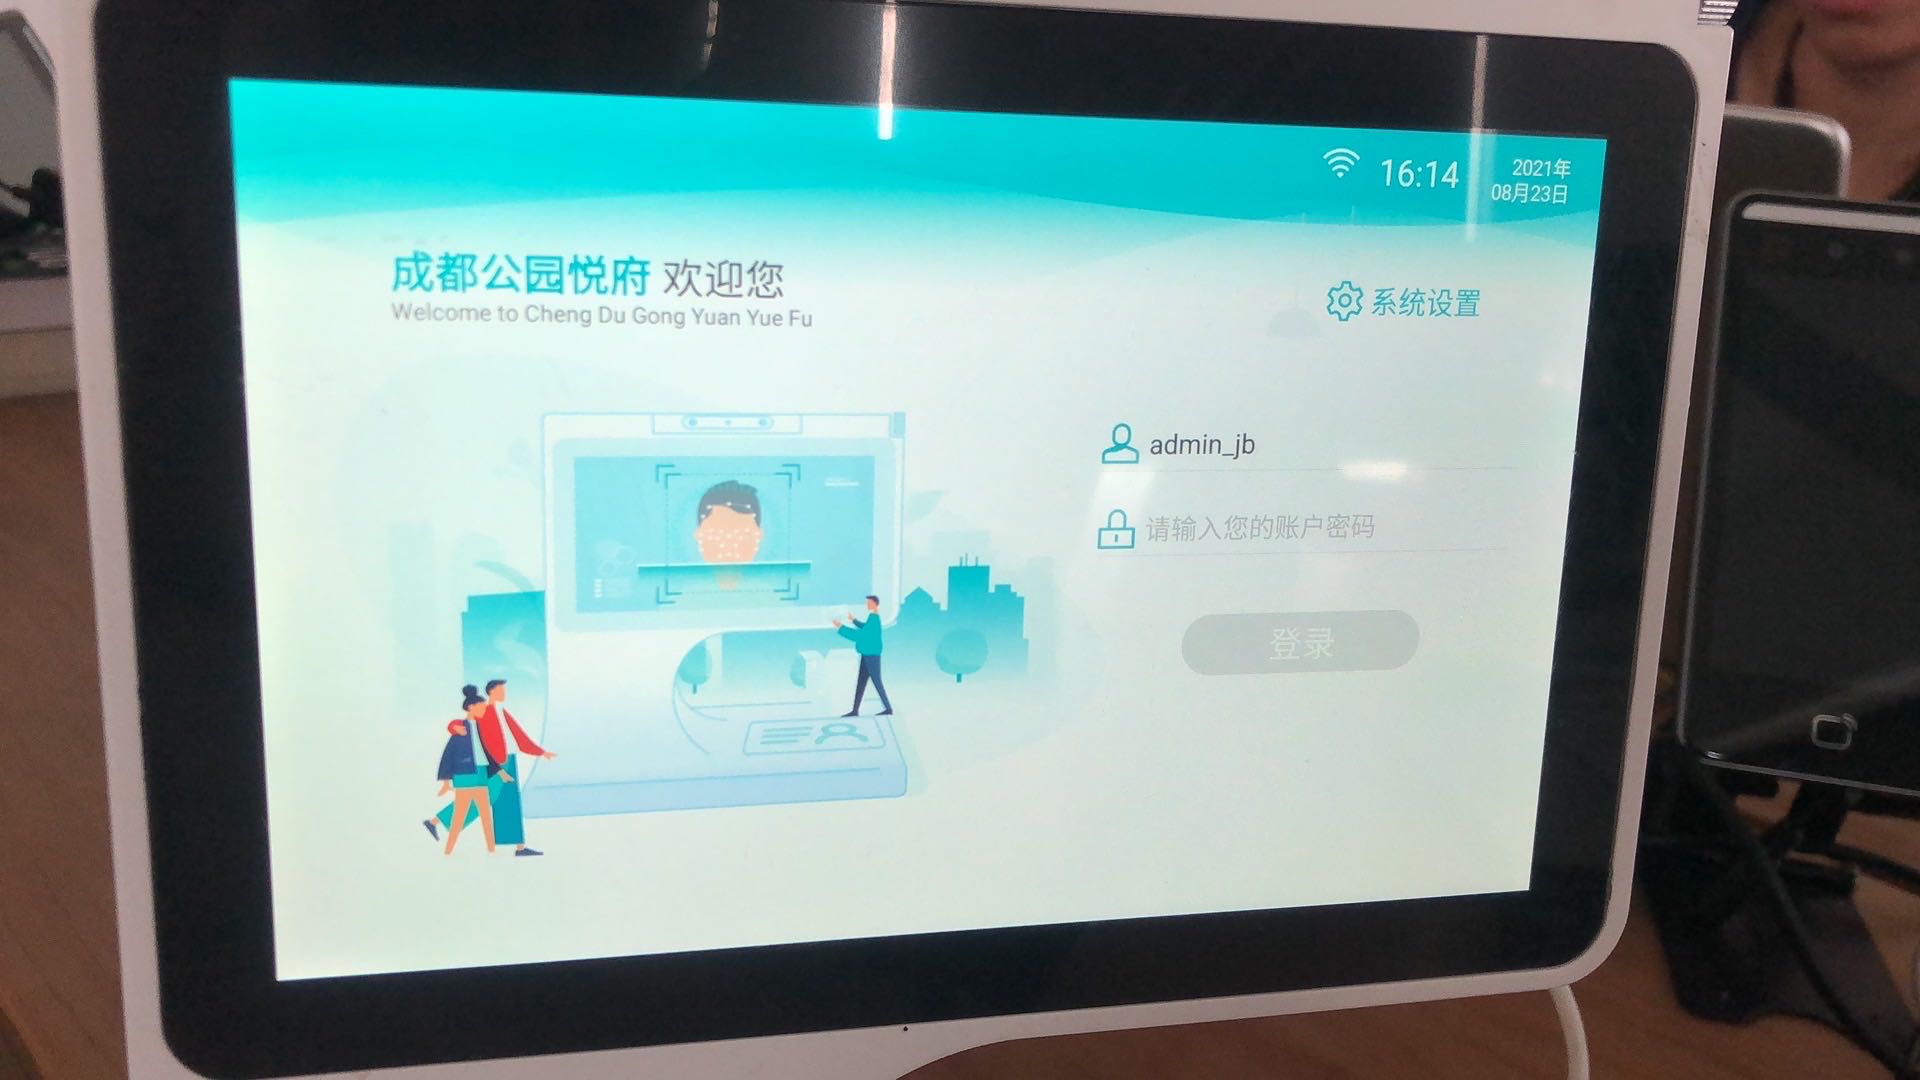 16:14
2021年
08月23日
成都公园悦府 欢迎您
Welcome to Cheng Du Gong Yuan Yue Fu
系统设置
admin_jb
请输入您的账户密码
登录